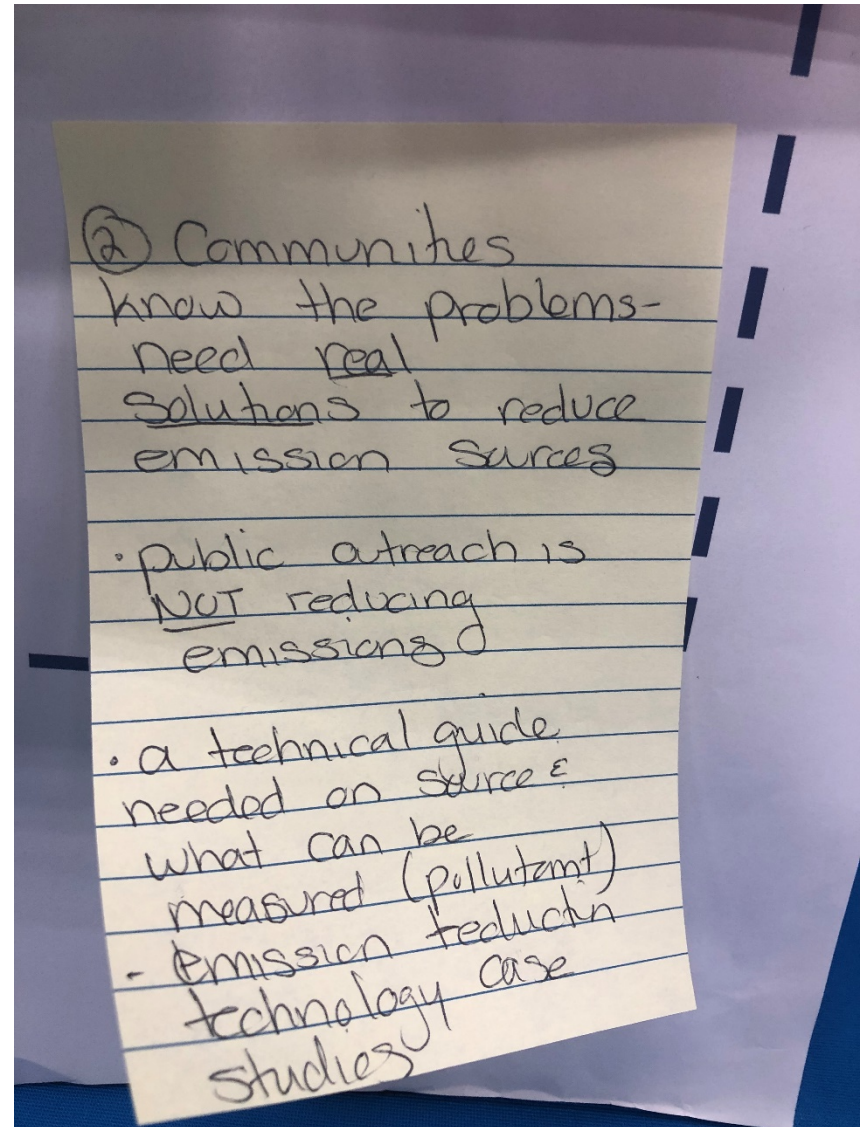 ② Communities
know the problems-
need real
solutions to reduce
emission sources
• public outreach is
NOT reducing
emissions
• a technical guide
needed on source &
what can be
measured (pollutant)
- emission reductin
technology case
studies